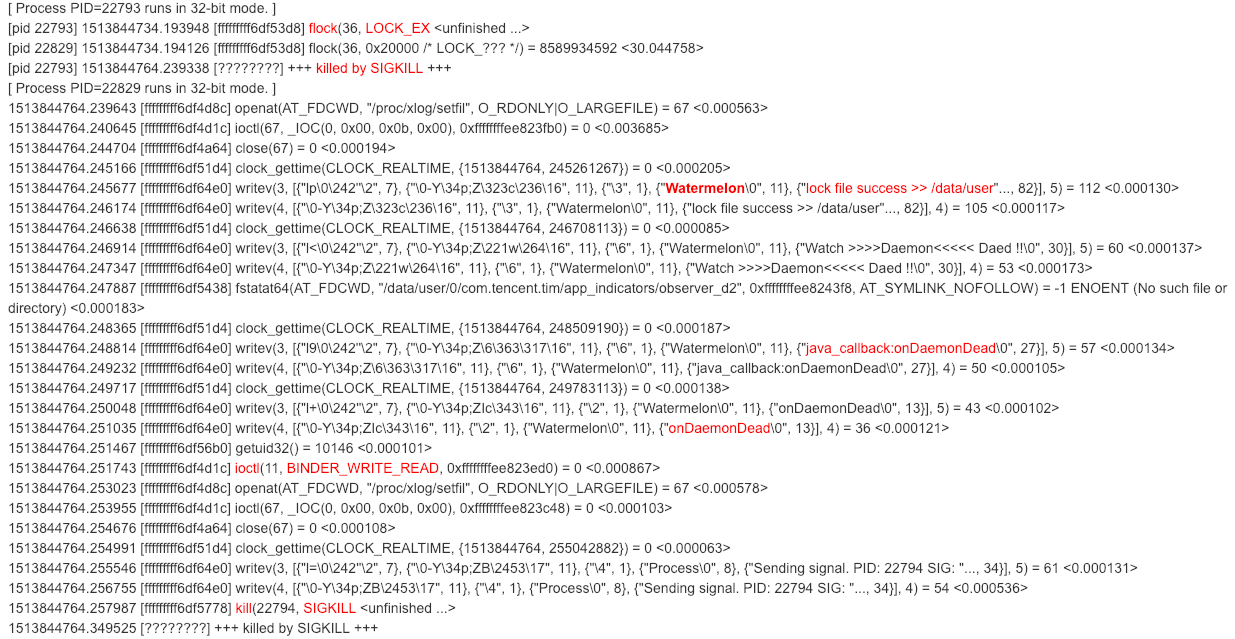 [ Process PID=22793 runs in 32-bit mode. ]
[pid 22793] 1513844734.193948 [ffffffff6df53d8] flock(36, LOCK_EX <unfinished ...>
[pid 22829] 1513844734.194126 [ffffffff6df53d8] flock(36, 0x20000 /* LOCK_??? */) = 8589934592 <30.044758>
[pid 22793] 1513844764.239338 [????????] +++ killed by SIGKILL +++
[ Process PID=22829 runs in 32-bit mode. ]
1513844764.239643 [ffffffff6df4d8c] openat(AT_FDCWD, "/proc/xlog/setfil", O_RDONLY|O_LARGEFILE) = 67 <0.000563>
1513844764.240645 [ffffffff6df4d1c] ioctl(67, _IOC(0, 0x00, 0x0b, 0x00), 0xffffffffee823fb0) = 0 <0.003685>
1513844764.244704 [ffffffff6df4a64] close(67) = 0 <0.000194>
1513844764.245166 [ffffffff6df51d4] clock_gettime(CLOCK_REALTIME, {1513844764, 245261267}) = 0 <0.000205>
1513844764.245677 [ffffffff6df64e0] writev(3, [{"lp\0\242"\2", 7}, {"\0-Y\34p;Z\323c\236\16", 11}, {"\3", 1}, {"Watermelon\0", 11}, {"lock file success >> /data/user"..., 82}], 5) = 112 <0.000130>
1513844764.246174 [ffffffff6df64e0] writev(4, [{"\0-Y\34p;Z\323c\236\16", 11}, {"\3", 1}, {"Watermelon\0", 11}, {"lock file success >> /data/user"..., 82}], 4) = 105 <0.000117>
1513844764.246638 [ffffffff6df51d4] clock_gettime(CLOCK_REALTIME, {1513844764, 246708113}) = 0 <0.000085>
1513844764.246914 [ffffffff6df64e0] writev(3, [{"l<\0\242"\2", 7}, {"\0-Y\34p;Z\221w\264\16", 11}, {"\6", 1}, {"Watermelon\0", 11}, {"Watch >>>>Daemon<<<<< Daed !!\0", 30}], 5) = 60 <0.000137>
1513844764.247347 [ffffffff6df64e0] writev(4, [{"\0-Y\34p;Z\221w\264\16", 11}, {"\6", 1}, {"Watermelon\0", 11}, {"Watch >>>>Daemon<<<<< Daed !!\0", 30}], 4) = 53 <0.000173>
1513844764.247887 [ffffffff6df5438] fstatat64(AT_FDCWD, "/data/user/0/com.tencent.tim/app_indicators/observer_d2", 0xffffffffee8243f8, AT_SYMLINK_NOFOLLOW) = -1 ENOENT (No such file or
directory) <0.000183>
1513844764.248365 [ffffffff6df51d4] clock_gettime(CLOCK_REALTIME, {1513844764, 248509190}) = 0 <0.000187>
1513844764.248814 [ffffffff6df64e0] writev(3, [{"l9\0\242"\2", 7}, {"\0-Y\34p;Z\6\363\317\16", 11}, {"\6", 1}, {"Watermelon\0", 11}, {"java_callback:onDaemonDead\0", 27}], 5) = 57 <0.000134>
1513844764.249232 [ffffffff6df64e0] writev(4, [{"\0-Y\34p;Z\6\363\317\16", 11}, {"\6", 1}, {"Watermelon\0", 11}, {"java_callback:onDaemonDead\0", 27}], 4) = 50 <0.000105>
1513844764.249717 [ffffffff6df51d4] clock_gettime(CLOCK_REALTIME, {1513844764, 249783113}) = 0 <0.000138>
1513844764.250048 [ffffffff6df64e0] writev(3, [{"l+\0\242"\2", 7}, {"\0-Y\34p;Zlc\343\16", 11}, {"\2", 1}, {"Watermelon\0", 11}, {"onDaemonDead\0", 13}], 5) = 43 <0.000102>
1513844764.251035 [ffffffff6df64e0] writev(4, [{"\0-Y\34p;Zlc\343\16", 11}, {"\2", 1}, {"Watermelon\0", 11}, {"onDaemonDead\0", 13}], 4) = 36 <0.000121>
1513844764.251467 [ffffffff6df56b0] getuid32() = 10146 <0.000101>
1513844764.251743 [ffffffff6df4d1c] ioctl(11, BINDER_WRITE_READ, 0xffffffffee823ed0) = 0 <0.000867>
1513844764.253023 [ffffffff6df4d8c] openat(AT_FDCWD, "/proc/xlog/setfil", O_RDONLY|O_LARGEFILE) = 67 <0.000578>
1513844764.253955 [ffffffff6df4d1c] ioctl(67, _IOC(0, 0x00, 0x0b, 0x00), 0xffffffffee823c48) = 0 <0.000103>
1513844764.254676 [ffffffff6df4a64] close(67) = 0 <0.000108>
1513844764.254991 [ffffffff6df51d4] clock_gettime(CLOCK_REALTIME, {1513844764, 255042882}) = 0 <0.000063>
1513844764.255546 [ffffffff6df64e0] writev(3, [{"l=\0\242"\2", 7}, {"\0-Y\34p;ZB\2453\17", 11}, {"\4", 1}, {"Process\0", 8}, {"Sending signal. PID: 22794 SIG: "..., 34}], 5) = 61 <0.000131>
1513844764.256755 [ffffffff6df64e0] writev(4, [{"\0-Y\34p;ZB\2453\17", 11}, {"\4", 1}, {"Process\0", 8}, {"Sending signal. PID: 22794 SIG: "..., 34}], 4) = 54 <0.000536>
1513844764.257987 [ffffffff6df5778] kill(22794, SIGKILL <unfinished ...>
1513844764.349525 [????????] +++ killed by SIGKILL +++